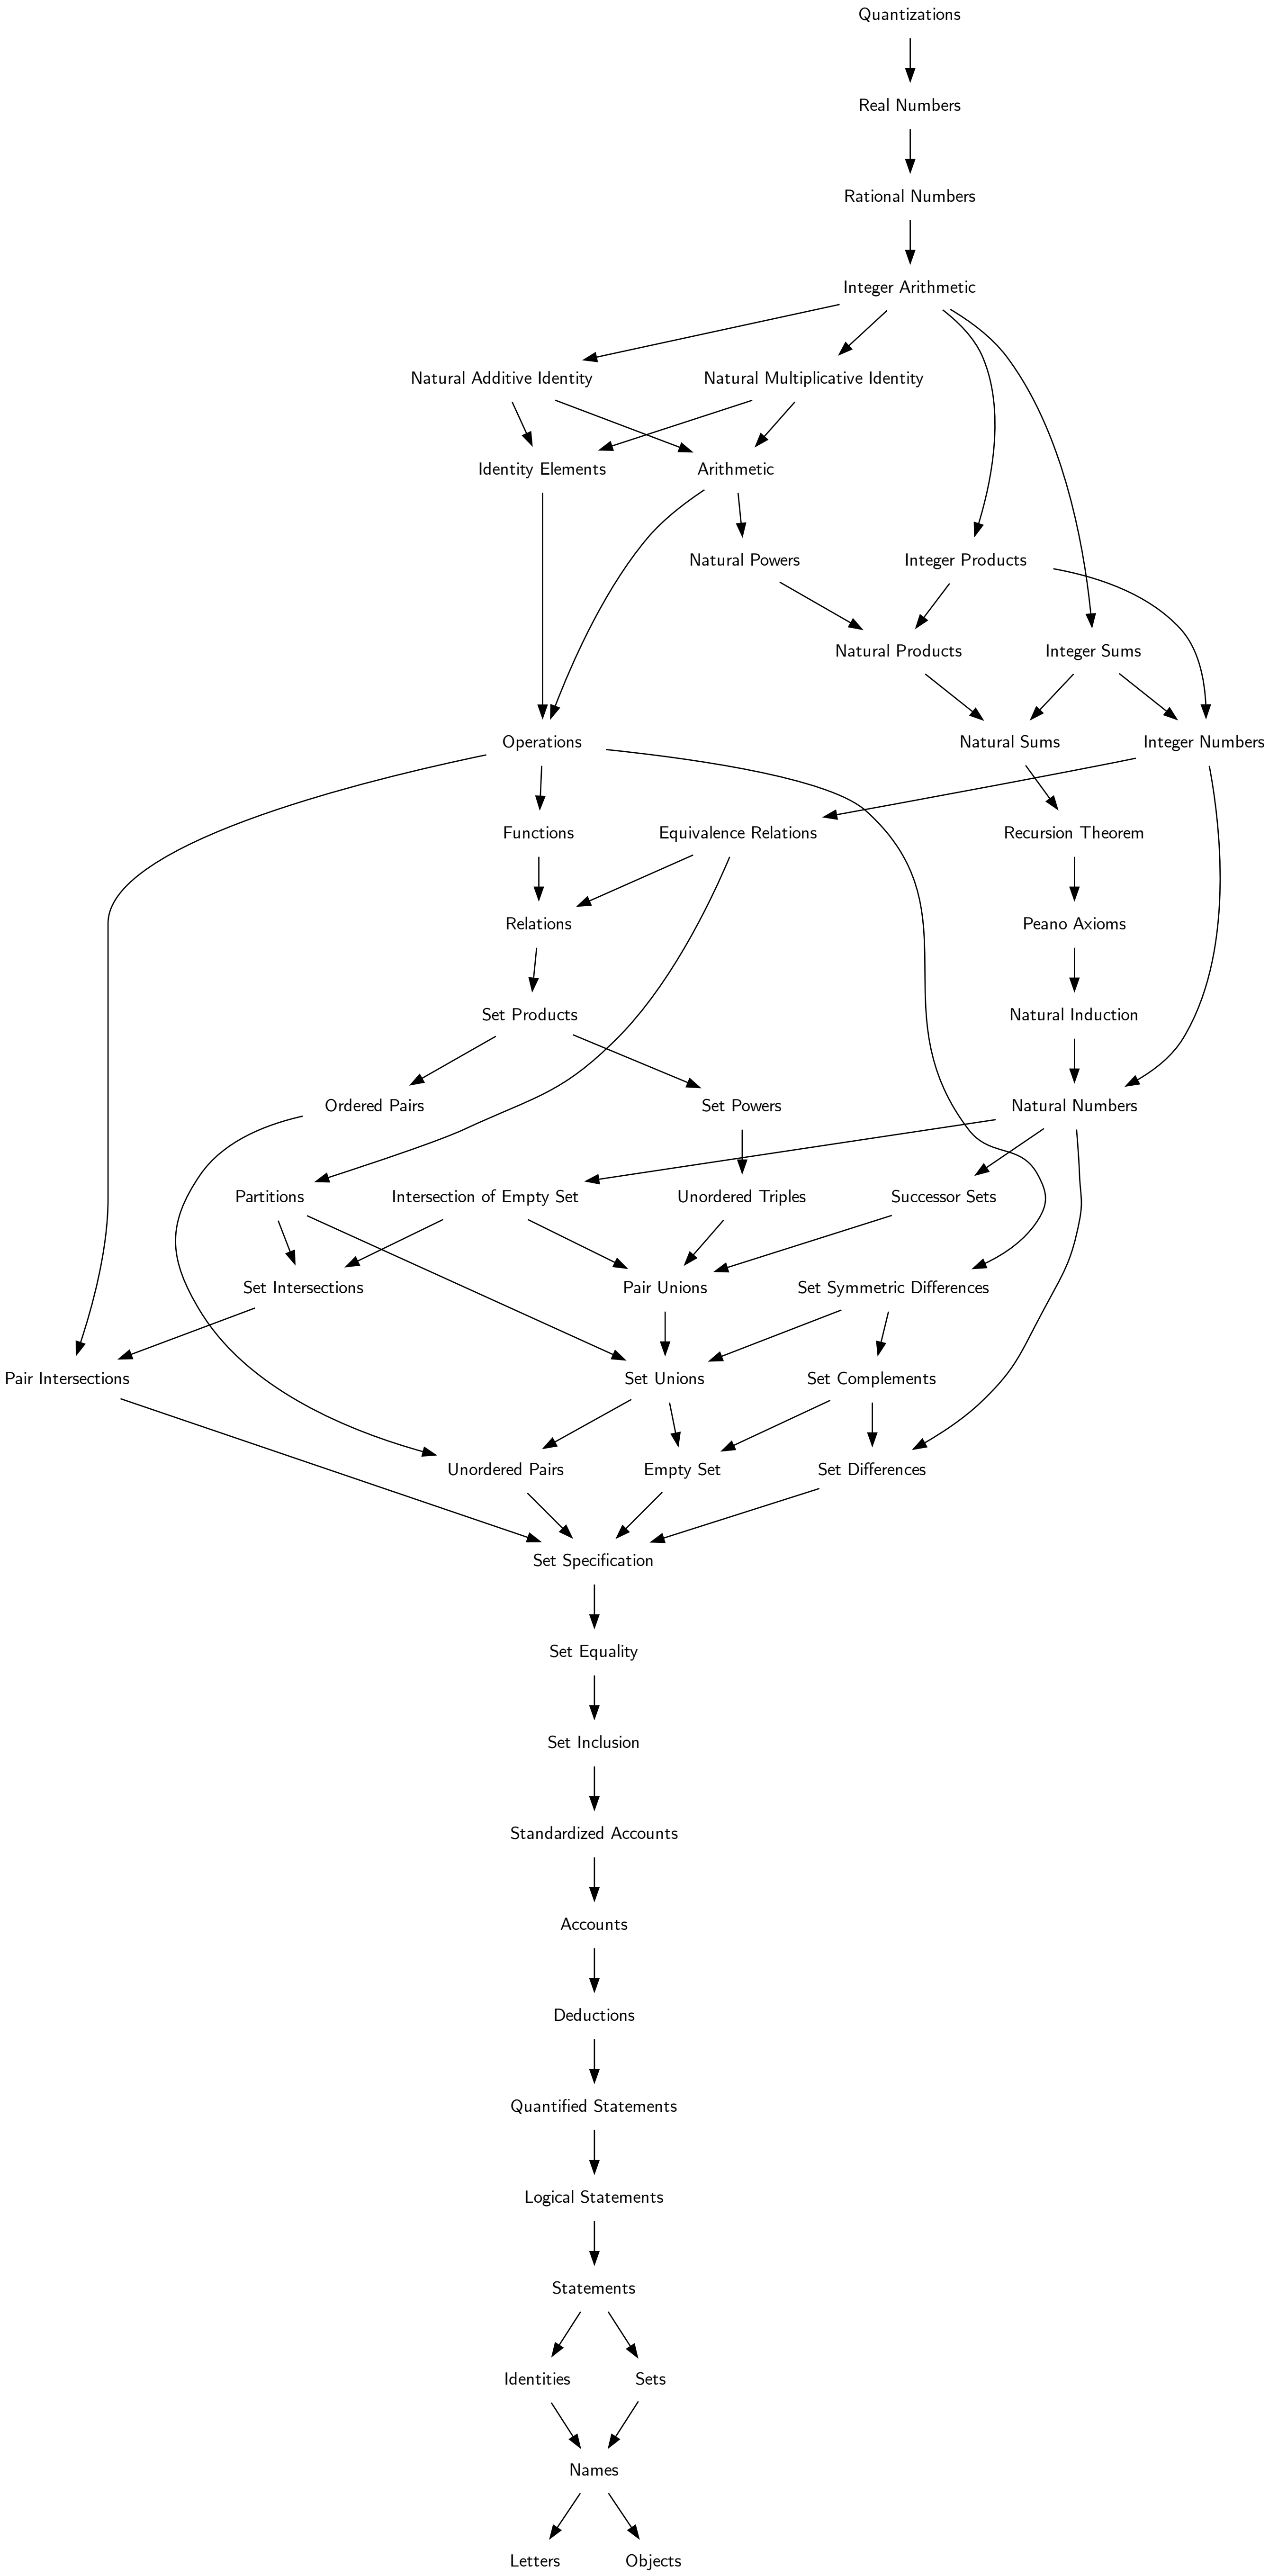 Quantizations
Real Numbers
Rational Numbers
Integer Arithmetic
Natural Additive Identity
Natural Multiplicative Identity
Identity Elements
Arithmetic
Natural Powers
Integer Products
Natural Products
Integer Sums
Operations
Natural Sums
Integer Numbers
Functions
Equivalence Relations
Recursion Theorem
Relations
Peano Axioms
Set Products
Natural Induction
Ordered Pairs
Set Powers
Natural Numbers
Partitions
Intersection of Empty Set
Unordered Triples
Successor Sets
Set Intersections
Pair Unions
Set Symmetric Differences
Pair Intersections
Set Unions
Set Complements
Unordered Pairs
Empty Set
Set Differences
Set Specification
Set Equality
Set Inclusion
Standardized Accounts
Accounts
Deductions
Quantified Statements
Logical Statements
Statements
Identities
Sets
Names
Letters
Objects